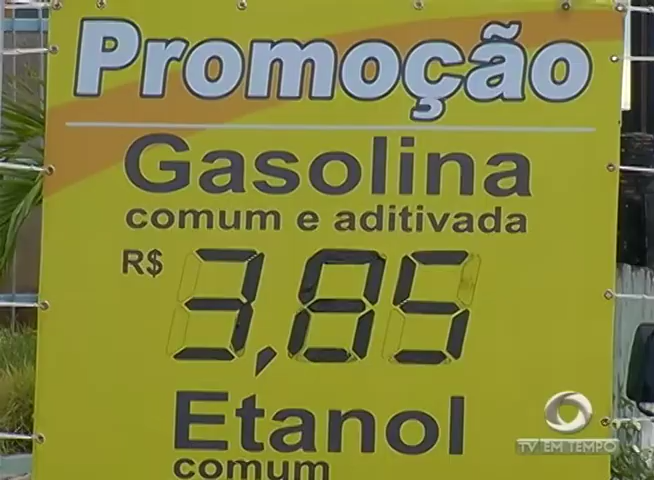 Promoção
Gasolina
comum e aditivada
R$ 3,85
Etanol
comum
TV EM TEMPO